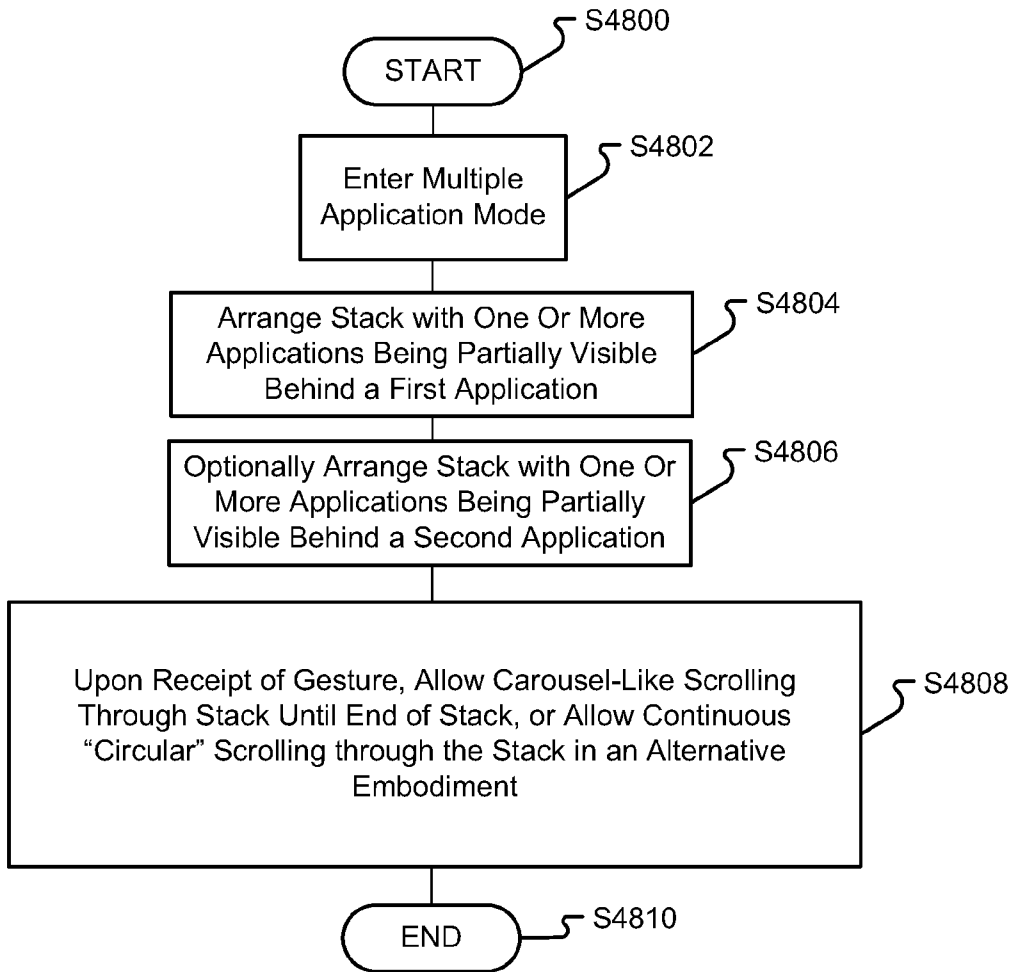 S4800
START
S4802
Enter Multiple
Application Mode
S4804
Arrange Stack with One Or More
Applications Being Partially Visible
Behind a First Application
S4806
Optionally Arrange Stack with One Or
More Applications Being Partially
Visible Behind a Second Application
S4808
Upon Receipt of Gesture, Allow Carousel-Like Scrolling
Through Stack Until End of Stack, or Allow Continuous
“Circular” Scrolling through the Stack in an Alternative
Embodiment
S4810
END